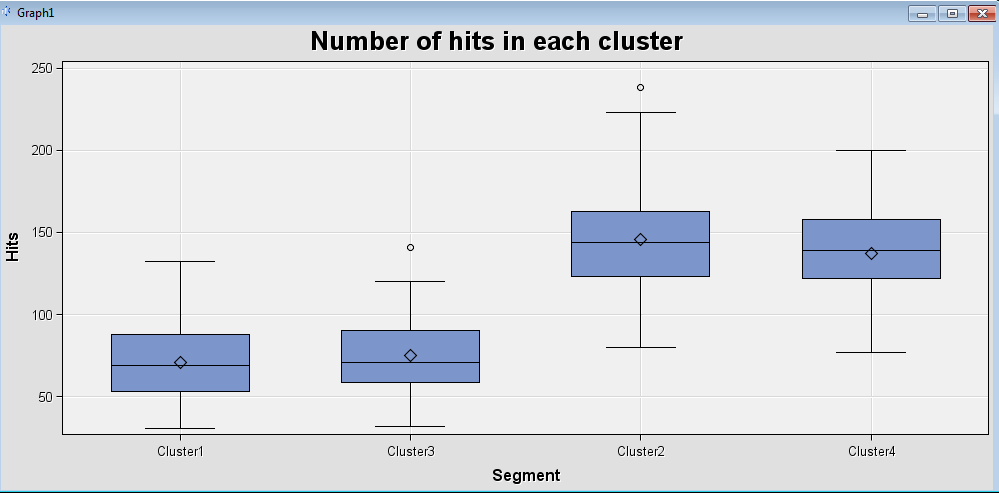 Graph1
Number of hits in each cluster
250
200
150
100
50
Hits
Cluster1 Cluster3 Cluster2 Cluster4
Segment